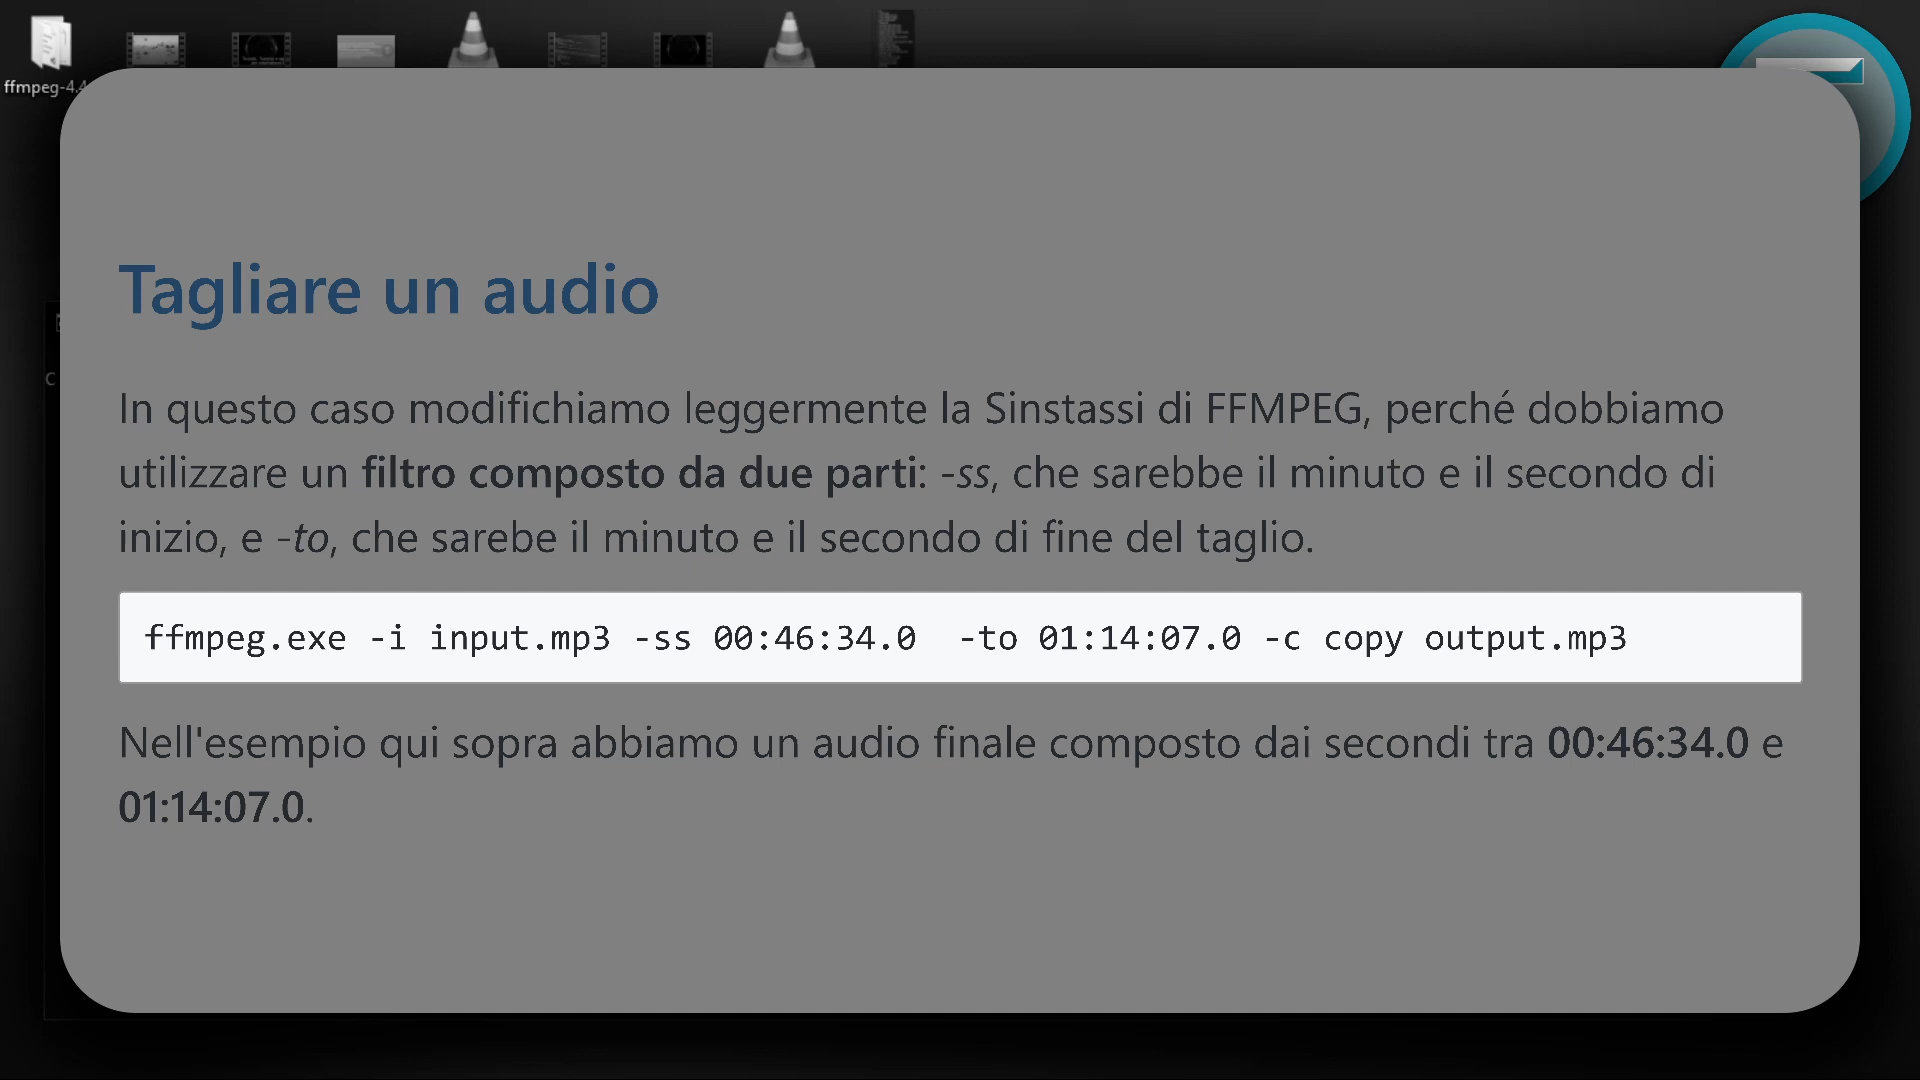 ffmpeg-4.4
Tagliare un audio
In questo caso modifichiamo leggermente la Sinstassi di FFMPEG, perché dobbiamo
utilizzare un filtro composto da due parti: -ss, che sarebbe il minuto e il secondo di
inizio, e -to, che sarebe il minuto e il secondo di fine del taglio.
ffmpeg.exe -i input.mp3 -ss 00:46:34.0  -to 01:14:07.0 -c copy output.mp3
Nell'esempio qui sopra abbiamo un audio finale composto dai secondi tra 00:46:34.0 e
01:14:07.0.